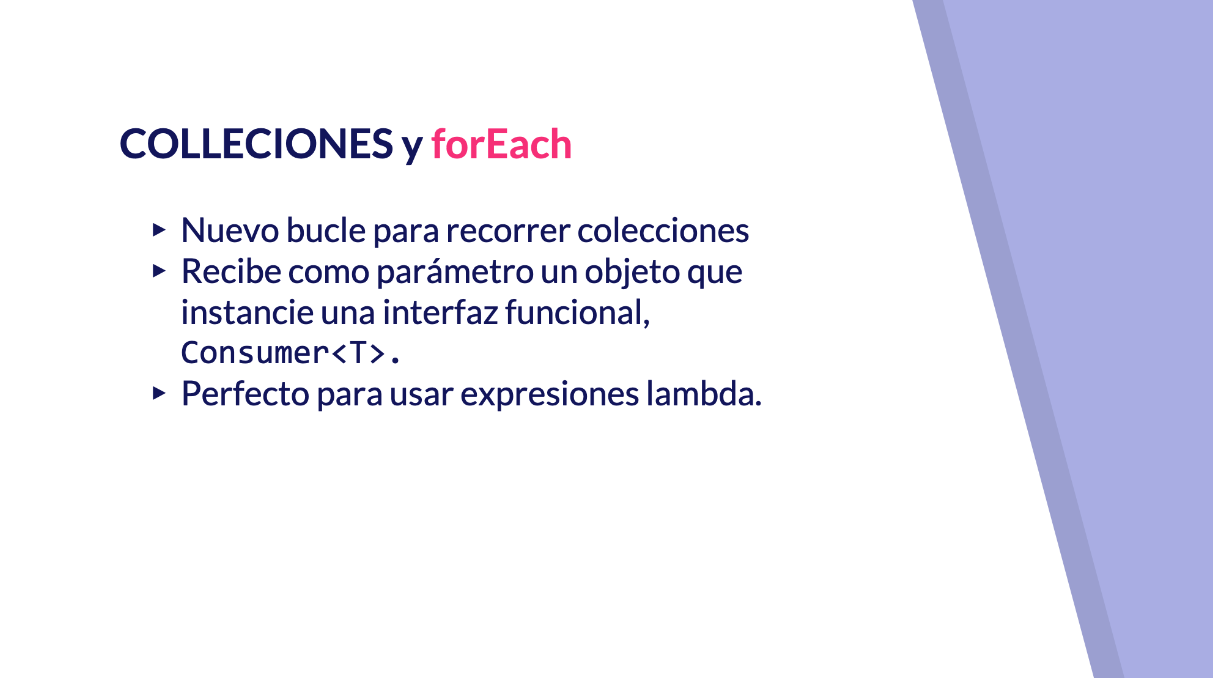 COLLECIONES y forEach
▸ Nuevo bucle para recorrer colecciones
▸ Recibe como parámetro un objeto que
instancie una interfaz funcional,
Consumer<T>.
▸ Perfecto para usar expresiones lambda.